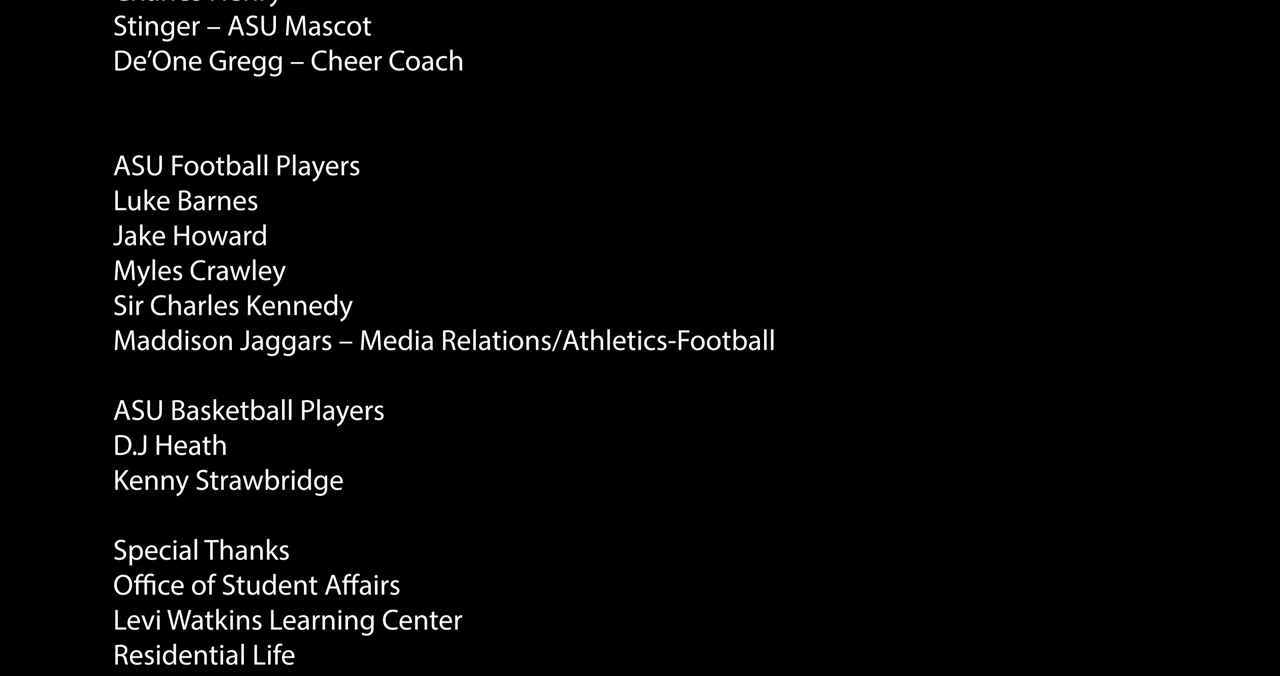 Charles Henry
Stinger – ASU Mascot
De’One Gregg – Cheer Coach
ASU Football Players
Luke Barnes
Jake Howard
Myles Crawley
Sir Charles Kennedy
Maddison Jaggars – Media Relations/Athletics-Football
ASU Basketball Players
D.J Heath
Kenny Strawbridge
Special Thanks
Office of Student Affairs
Levi Watkins Learning Center
Residential Life